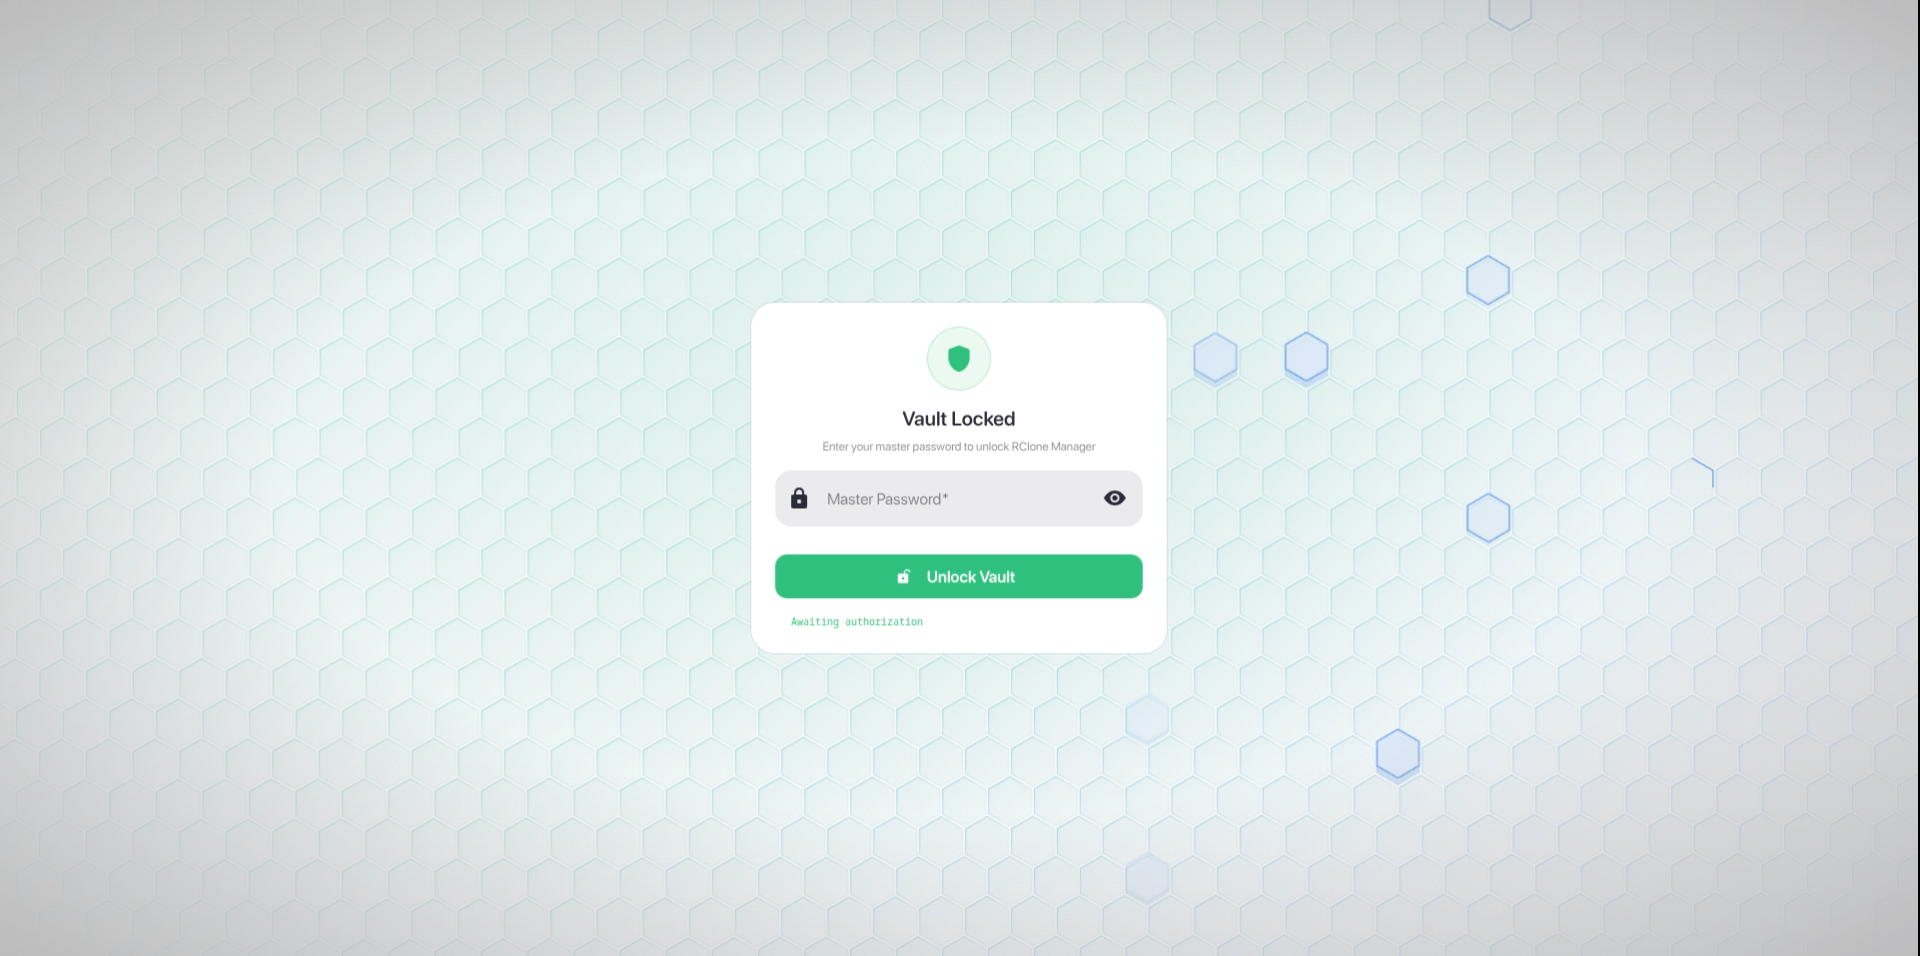 Vault Locked
Enter your master password to unlock RClone Manager
Master Password*
Unlock Vault
Awaiting authorization